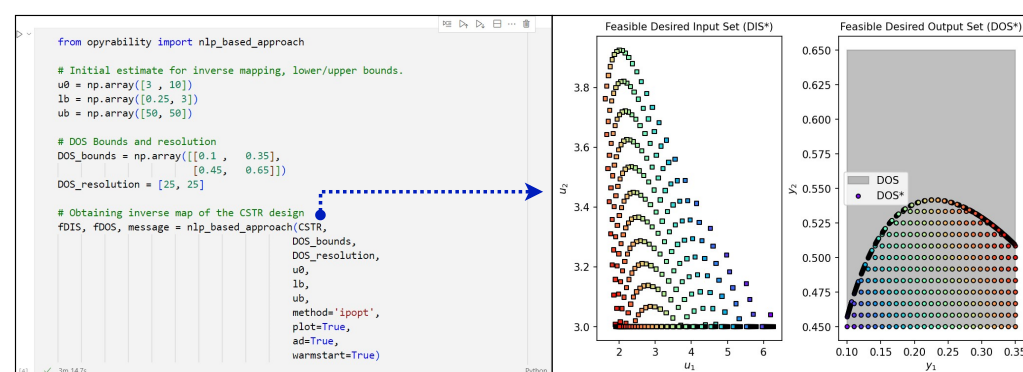 from opyrability import nlp_based_approach
# Initial estimate for inverse mapping, lower/upper bounds.
u0 = np.array([3 , 10])
lb = np.array([0.25, 3])
ub = np.array([50, 50])
# DOS Bounds and resolution
DOS_bounds = np.array([[0.1 , 0.35],
[0.45, 0.65]])
DOS_resolution = [25, 25]
# Obtaining inverse map of the CSTR design
fDIS, fDOS, message = nlp_based_approach(CSTR,
DOS_bounds,
DOS_resolution,
u0,
lb,
ub,
method='ipopt',
plot=True,
ad=True,
warmstart=True)
3m 14.7s
Python
Feasible Desired Input Set (DIS*)
3.8
3.6
3.4
3.2
3.0
u2
2
3
4
5
6
u1
Feasible Desired Output Set (DOS*)
0.650
0.625
0.600
0.575
0.550
0.525
0.500
0.475
0.450
y2
DOS
DOS*
0.10
0.15
0.20
0.25
0.30
0.35
y1